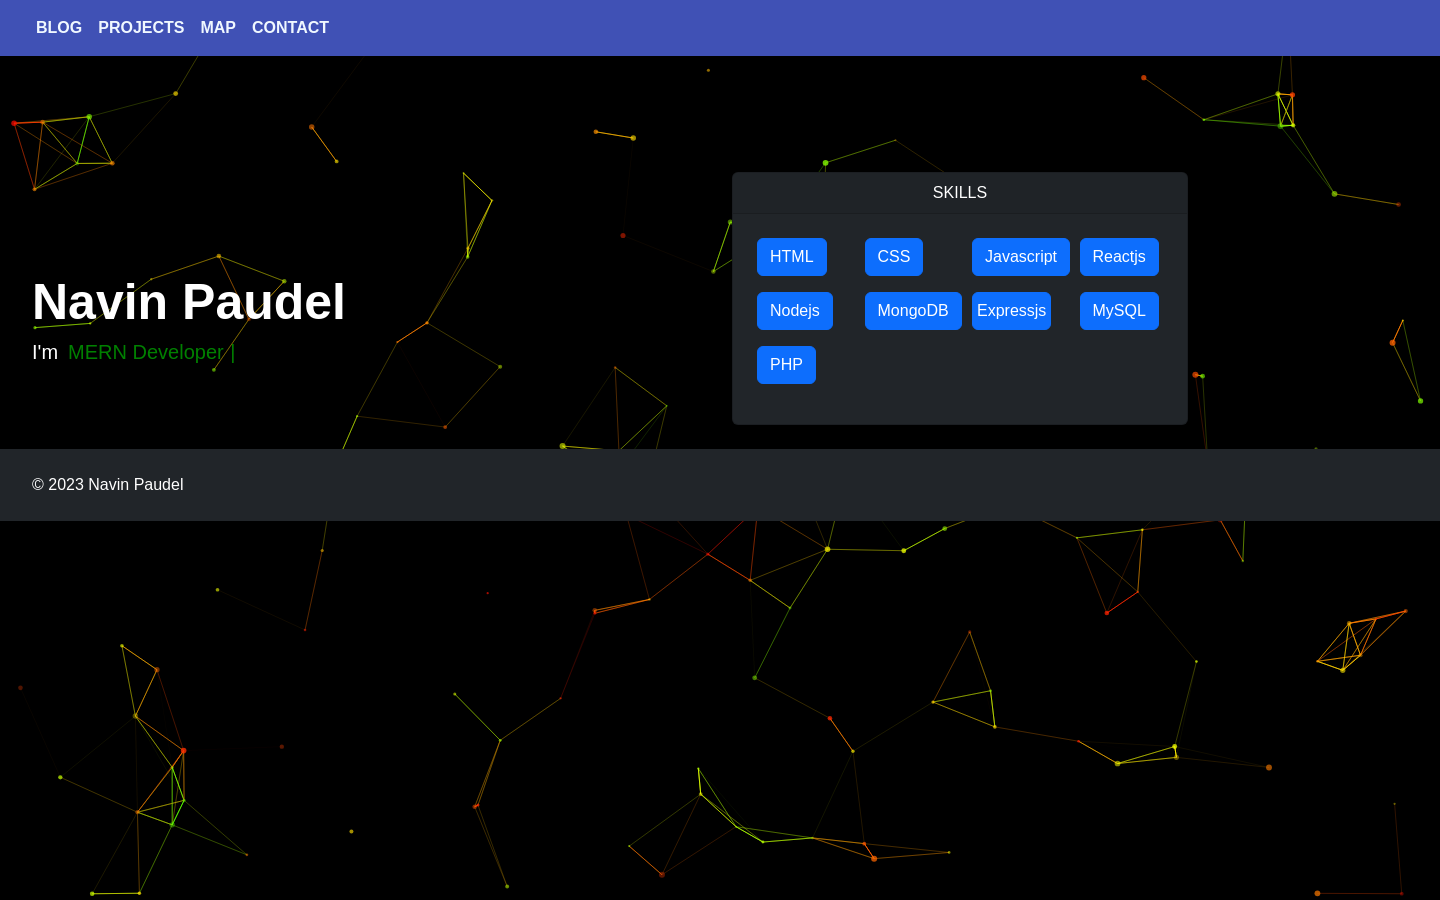 BLOG PROJECTS MAP CONTACT
Navin Paudel
I'm MERN Developer |
SKILLS
HTML CSS Javascript Reactjs
Nodejs MongoDB Expressjs MySQL
PHP
© 2023 Navin Paudel